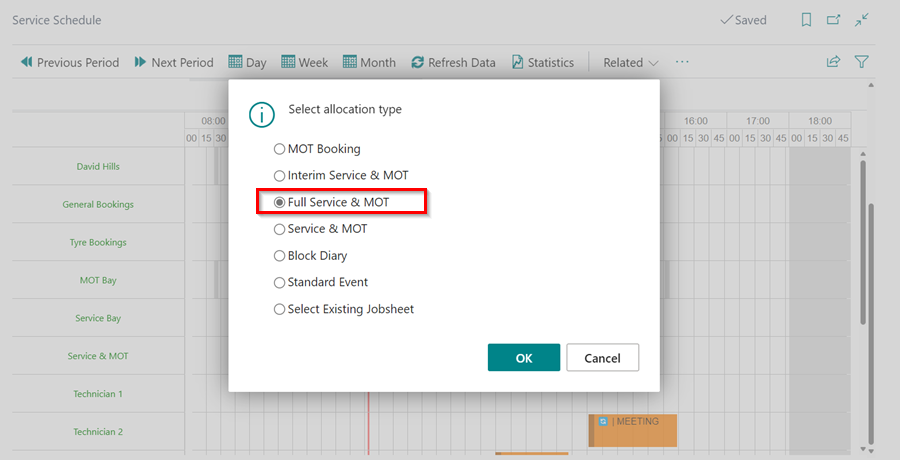 Service Schedule
Saved
Previous Period Next Period Day Week Month Refresh Data Statistics Related ...
Select allocation type
08:00 16:00 17:00 18:00
00 15 30 00 15 30 45 00 15 30 45 00 15 30 45
MOT Booking
David Hills
Interim Service & MOT
General Bookings
Full Service & MOT
Service & MOT
Tyre Bookings
Block Diary
MOT Bay
Standard Event
Select Existing Jobsheet
Service Bay
Service & MOT
OK Cancel
Technician 1
Technician 2
| MEETING